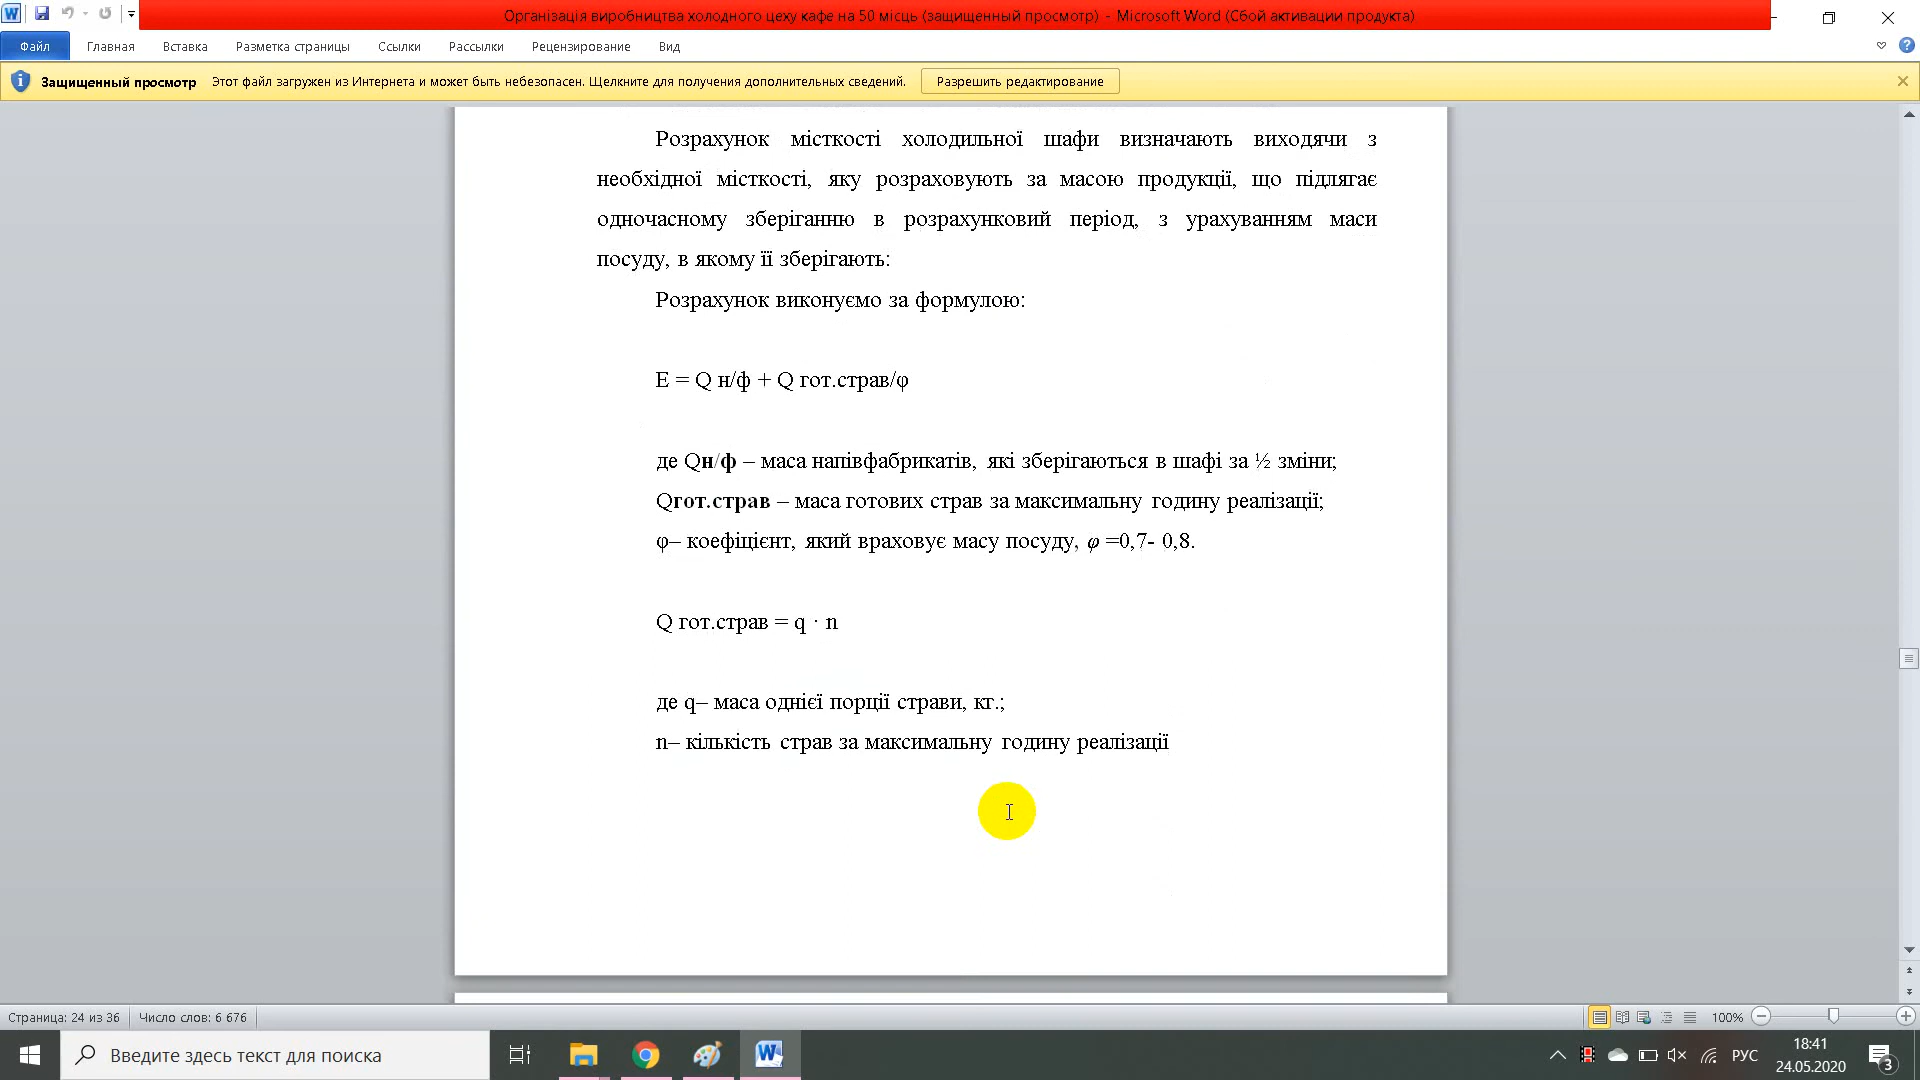 Організація виробництва холодного цеху кафе на 50 місць (защищенный просмотр) - Microsoft Word (Сбой активации продукта)
Файл Главная Вставка Разметка страницы Ссылки Рассылки Рецензирование Вид
Защищенный просмотр Этот файл загружен из Интернета и может быть небезопасен. Щелкните для получения дополнительных сведений. Разрешить редактирование
Розрахунок місткості холодильної шафи визначають виходячи з
необхідної місткості, яку розраховують за масою продукції, що підлягає
одночасному зберіганню в розрахунковий період, з урахуванням маси
посуду, в якому її зберігають:
Розрахунок виконуємо за формулою:
Е = Q н/ф + Q гот.страв/φ
де Qн/ф – маса напівфабрикатів, які зберігаються в шафі за ½ зміни;
Qгот.страв – маса готових страв за максимальну годину реалізації;
φ– коефіцієнт, який враховує масу посуду, φ =0,7- 0,8.
Q гот.страв = q · n
де q– маса однієї порції страви, кг.;
n– кількість страв за максимальну годину реалізації
Страница: 24 из 36 Число слов: 6 676 100%
Введите здесь текст для поиска РУС 18:41
24.05.2020 3